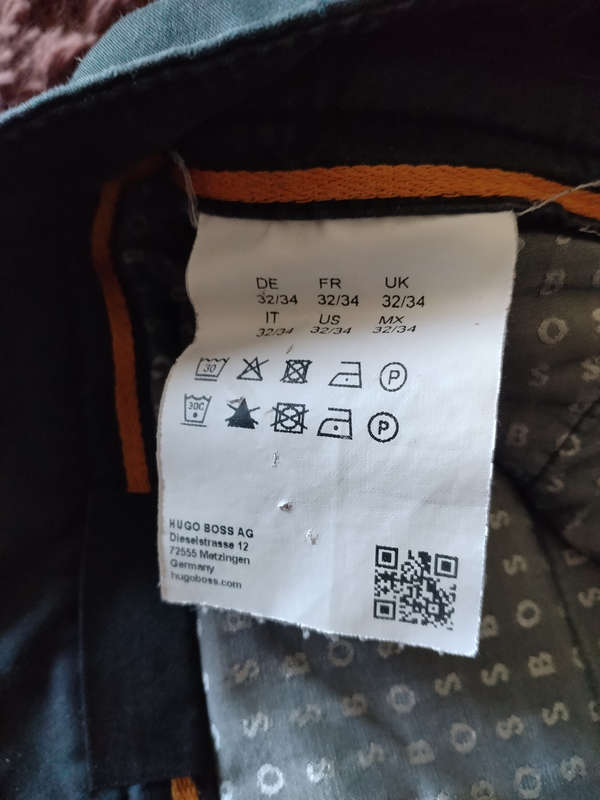 DE FR UK
32/34 32/34 32/34
IT US MX
32/34 32/34 32/34
30 P
30C P
HUGO BOSS AG
Dieselstrasse 12
72555 Metzingen
Germany
hugoboss.com
BOSS